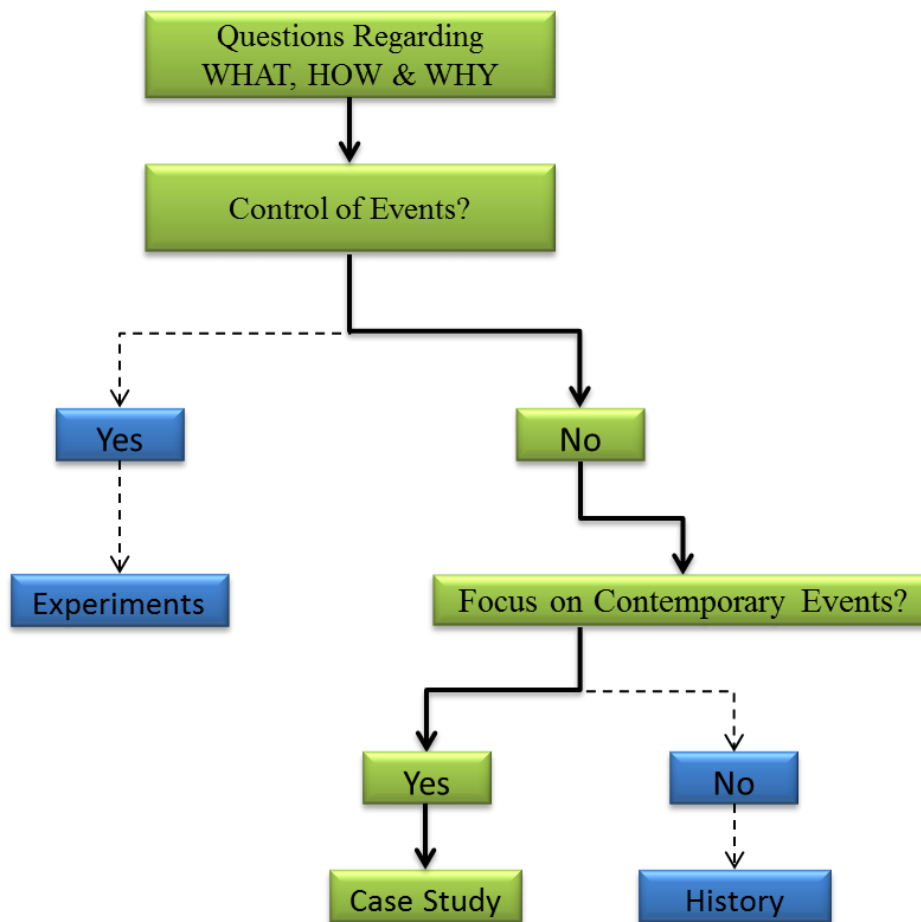 Questions Regarding
WHAT, HOW & WHY
Control of Events?
Yes
No
Experiments
Focus on Contemporary Events?
Yes
No
Case Study
History